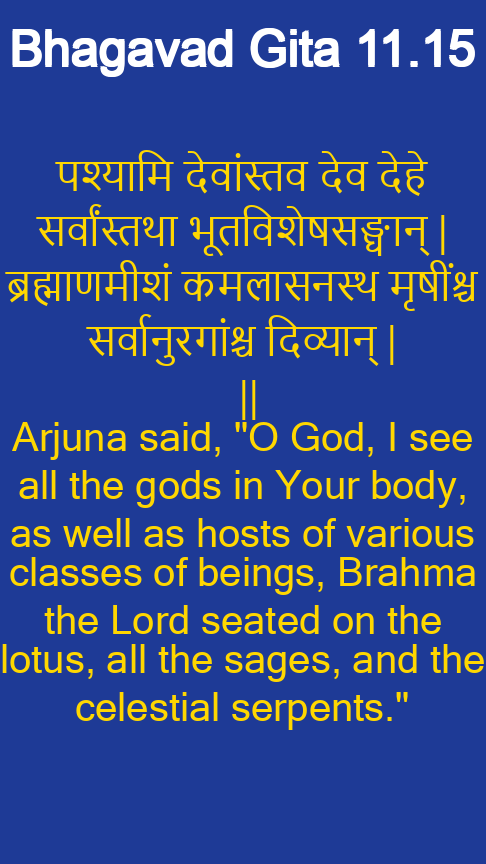 Bhagavad Gita 11.15
पश्यामि देवांस्तव देव देहे
सर्वांस्तथा भूतविशेषसङ्घान् |
ब्रह्माणमीशं कमलासनस्थ मृषींश्च
सर्वानुरगांश्च दिव्यान् |
||
Arjuna said, "O God, I see
all the gods in Your body,
as well as hosts of various
classes of beings, Brahma
the Lord seated on the
lotus, all the sages, and the
celestial serpents."